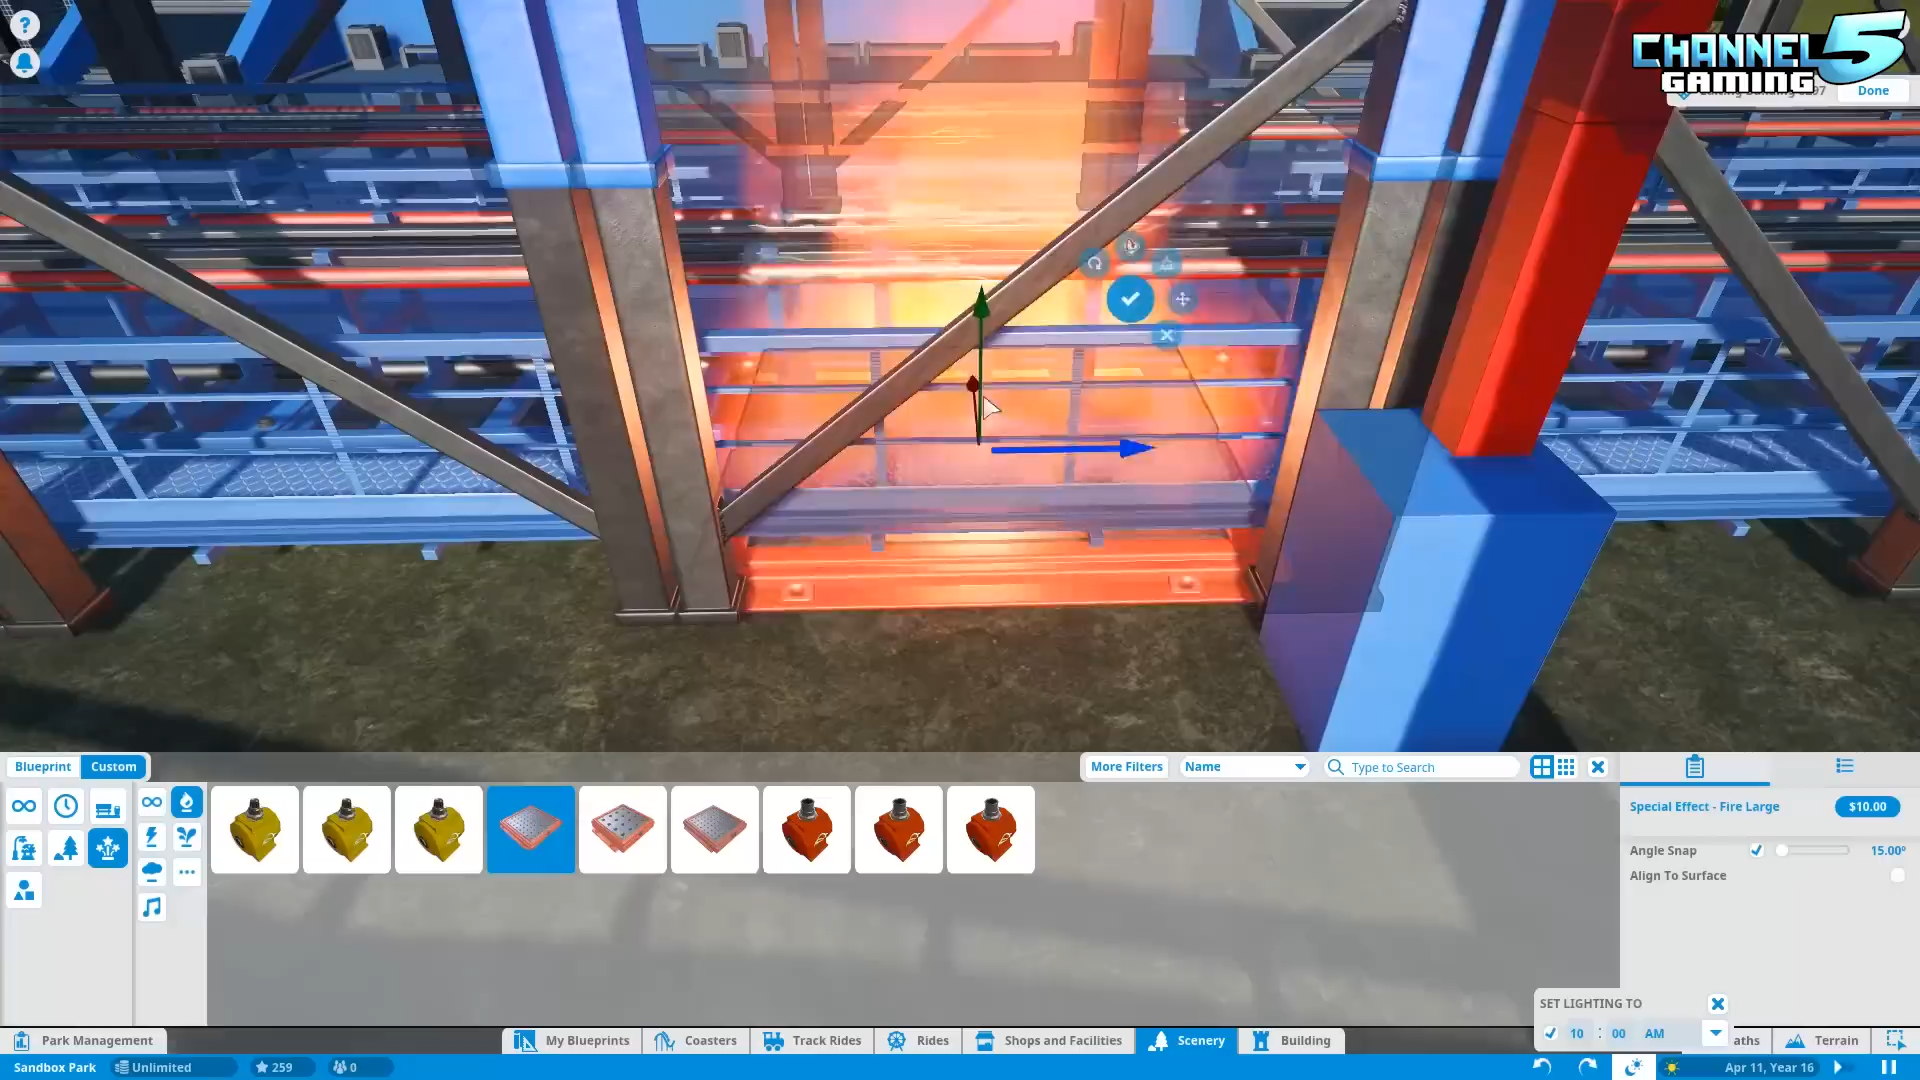 CHANNEL 5
GAMING
Done
Blueprint
Custom
More Filters
Name
Type to Search
Special Effect - Fire Large
$10.00
Angle Snap
15.00°
Align To Surface
SET LIGHTING TO
10 : 00 AM
Park Management
My Blueprints
Coasters
Track Rides
Rides
Shops and Facilities
Scenery
Building
aths
Terrain
Sandbox Park
Unlimited
259
0
Apr 11, Year 16